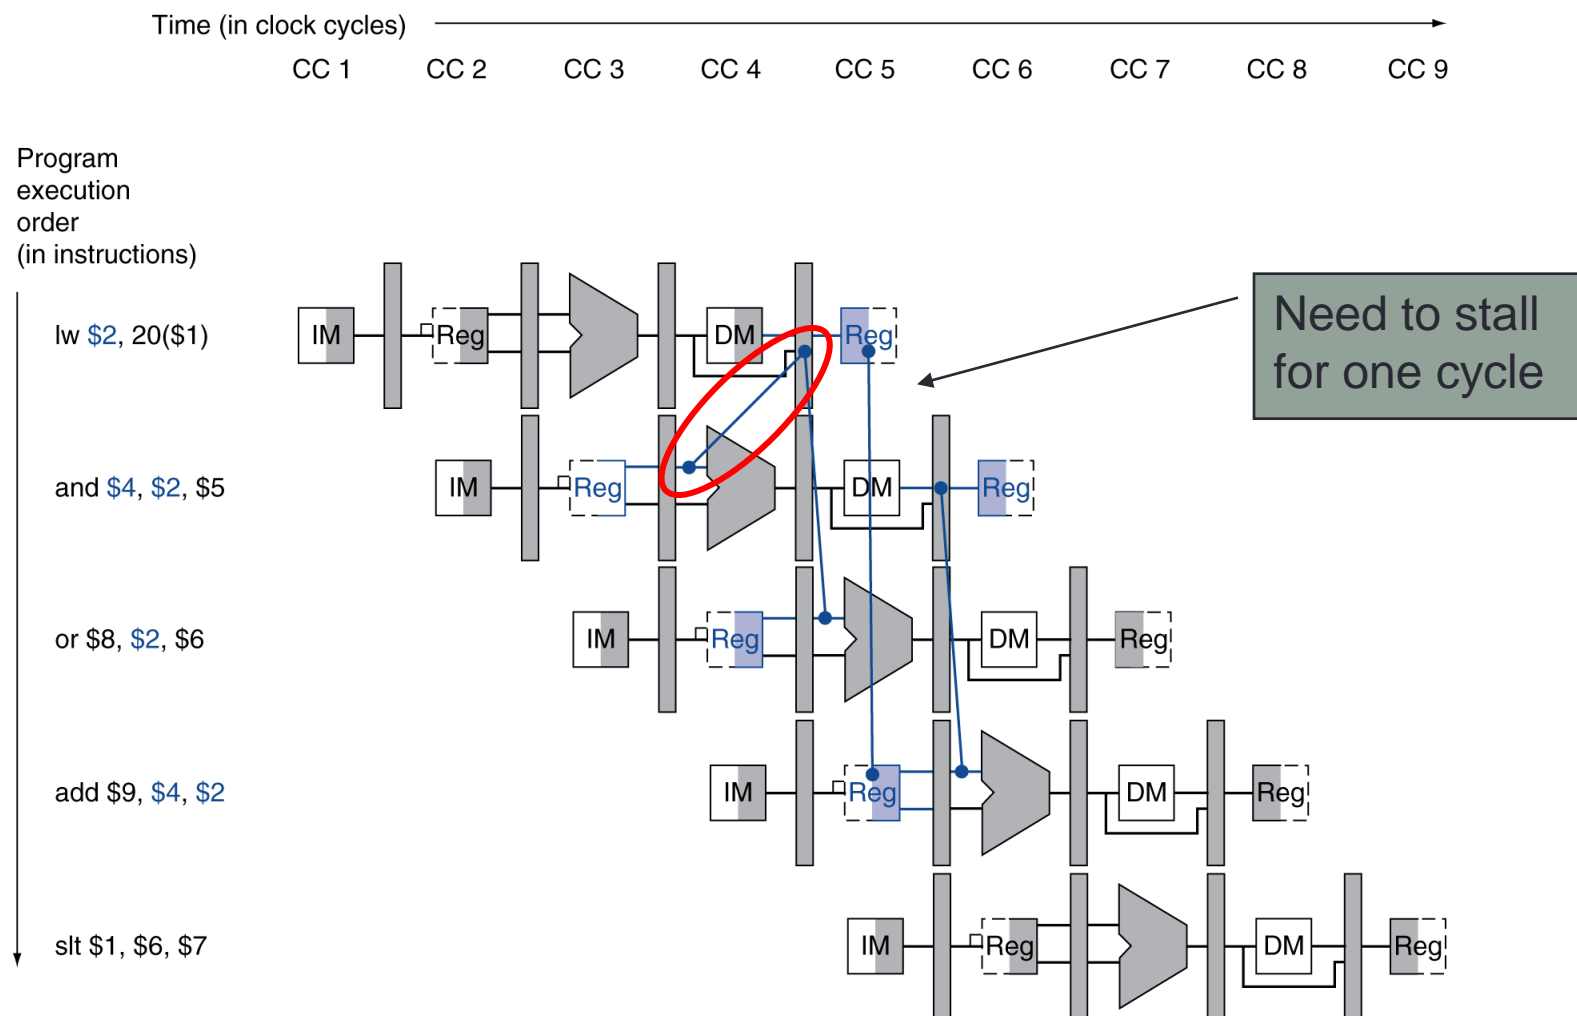 Time (in clock cycles)
CC 1 CC 2 CC 3 CC 4 CC 5 CC 6 CC 7 CC 8 CC 9
Program
execution
order
(in instructions)
Need to stall
for one cycle
lw $2, 20($1) IM Reg DM Reg
and $4, $2, $5 IM Reg DM Reg
or $8, $2, $6 IM Reg DM Reg
add $9, $4, $2 IM Reg DM Reg
slt $1, $6, $7 IM Reg DM Reg